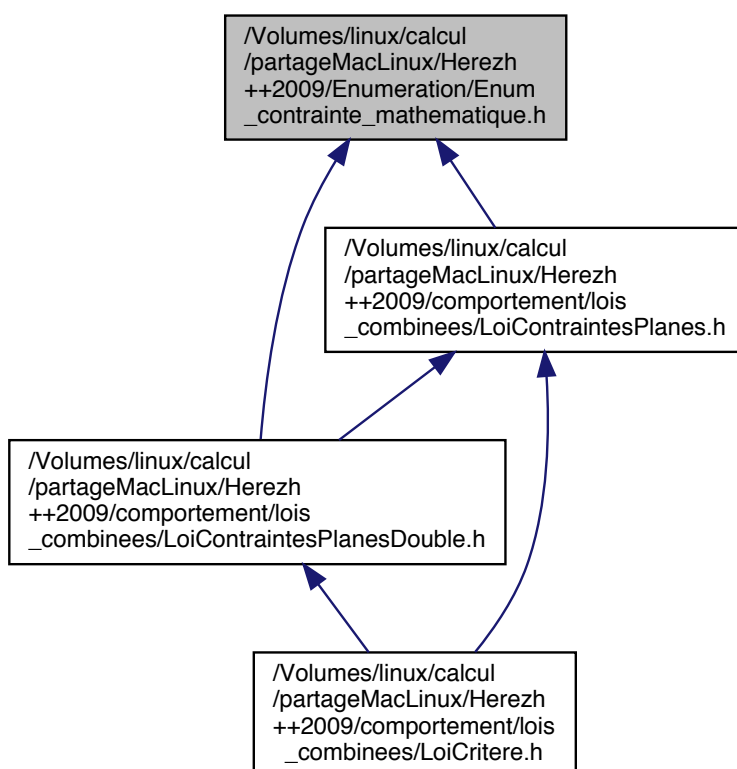 /Volumes/linux/calcul
/partageMacLinux/Herezh
++2009/Enumeration/Enum
_contrainte_mathematique.h
/Volumes/linux/calcul
/partageMacLinux/Herezh
++2009/comportement/lois
_combinees/LoiContraintesPlanes.h
/Volumes/linux/calcul
/partageMacLinux/Herezh
++2009/comportement/lois
_combinees/LoiContraintesPlanesDouble.h
/Volumes/linux/calcul
/partageMacLinux/Herezh
++2009/comportement/lois
_combinees/LoiCritere.h